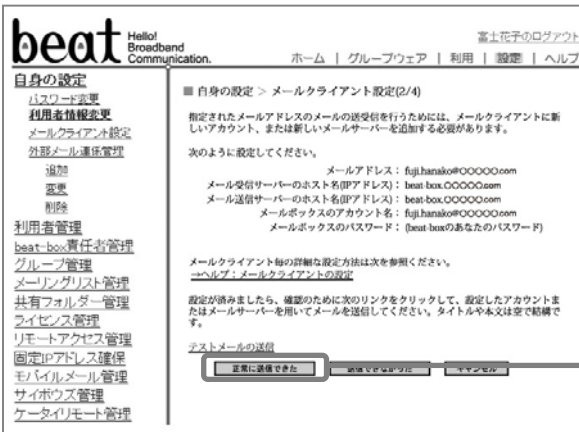 beat Hello!
Broadband
Communication.
富士花子のログアウト
ホーム | グループウェア | 利用 | 設定 | ヘルプ
自身の設定
パスワード変更
利用者情報変更
メールクライアント設定
外部メール連係管理
追加
変更
削除
利用者管理
beat-box責任者管理
グループ管理
メーリングリスト管理
共有フォルダー管理
ライセンス管理
リモートアクセス管理
固定IPアドレス確保
モバイルメール管理
サイボウズ管理
ケータイリモート管理
■ 自身の設定 > メールクライアント設定(2/4)
指定されたメールアドレスのメールの送受信を行うためには、メールクライアントに新
しいアカウント、または新しいメールサーバーを追加する必要があります。
次のように設定してください。
メールアドレス： fuji.hanako@OOOOO.com
メール受信サーバーのホスト名(IPアドレス)： beat-box.OOOOO.com
メール送信サーバーのホスト名(IPアドレス)： beat-box.OOOOO.com
メールボックスのアカウント名： fuji.hanako@OOOOO.com
メールボックスのパスワード： (beat-boxのあなたのパスワード)
メールクライアント毎の詳細な設定方法は次を参照ください。
→ヘルプ：メールクライアントの設定
設定が済みましたら、確認のために次のリンクをクリックして、設定したアカウントま
たはメールサーバーを用いてメールを送信してください。タイトルや本文は空で結構で
す。
テストメールの送信
正常に送信できた 送信できなかった キャンセル